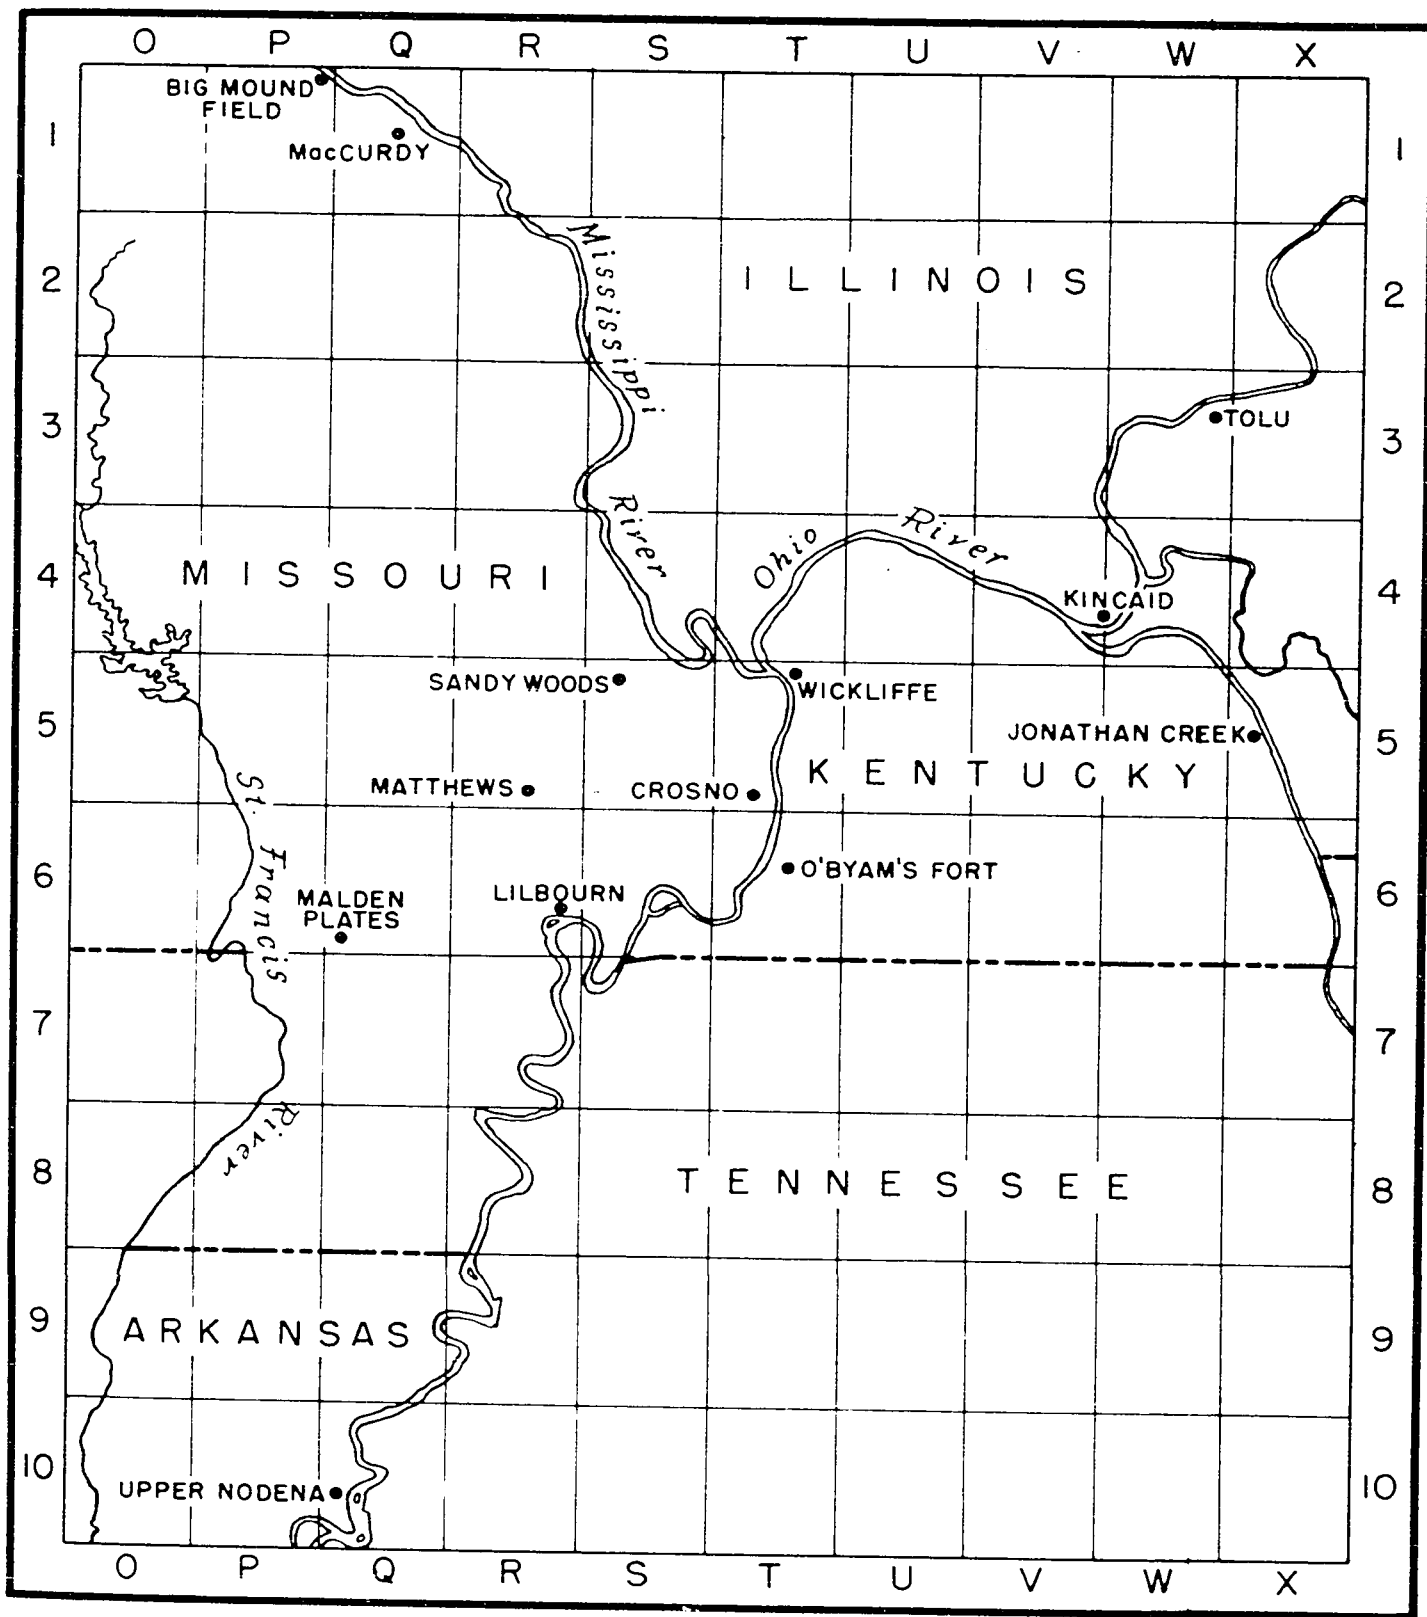 O P Q R S T U V W X
BIG MOUND
FIELD
MacCURDY
1
1
Mississippi
River
2
ILLINOIS
2
3
TOLU
3
Ohio River
4
MISSOURI
KINCAID
4
SANDY WOODS
WICKLIFFE
5
JONATHAN CREEK
5
KENTUCKY
MATTHEWS
CROSNO
St. Francis
River
6
O'BYAM'S FORT
6
MALDEN
PLATES
LILBOURN
7
7
8
TENNESSEE
8
9
ARKANSAS
9
10
UPPER NODENA
10
O P Q R S T U V W X